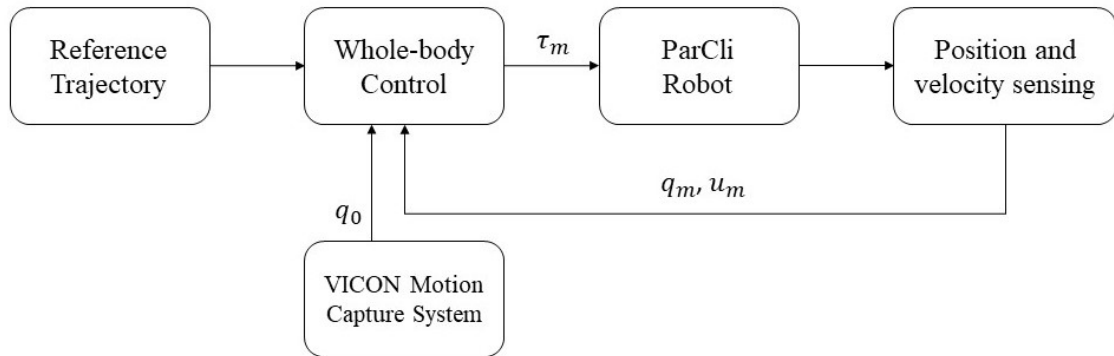 Reference
Trajectory
Whole-body
Control
τ_m
ParCli
Robot
Position and
velocity sensing
q_m, u_m
q_0
VICON Motion
Capture System